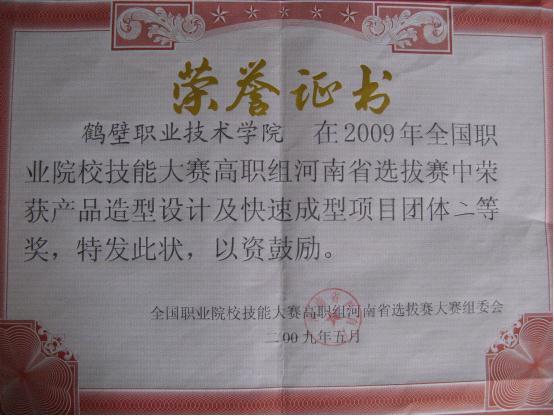 荣誉证书
鹤壁职业技术学院 在2009年全国职
业院校技能大赛高职组河南省选拔赛中荣
获产品造型设计及快速成型项目团体二等
奖，特发此状，以资鼓励。
全国职业院校技能大赛高职组河南省选拔赛大赛组委会
二00九年五月